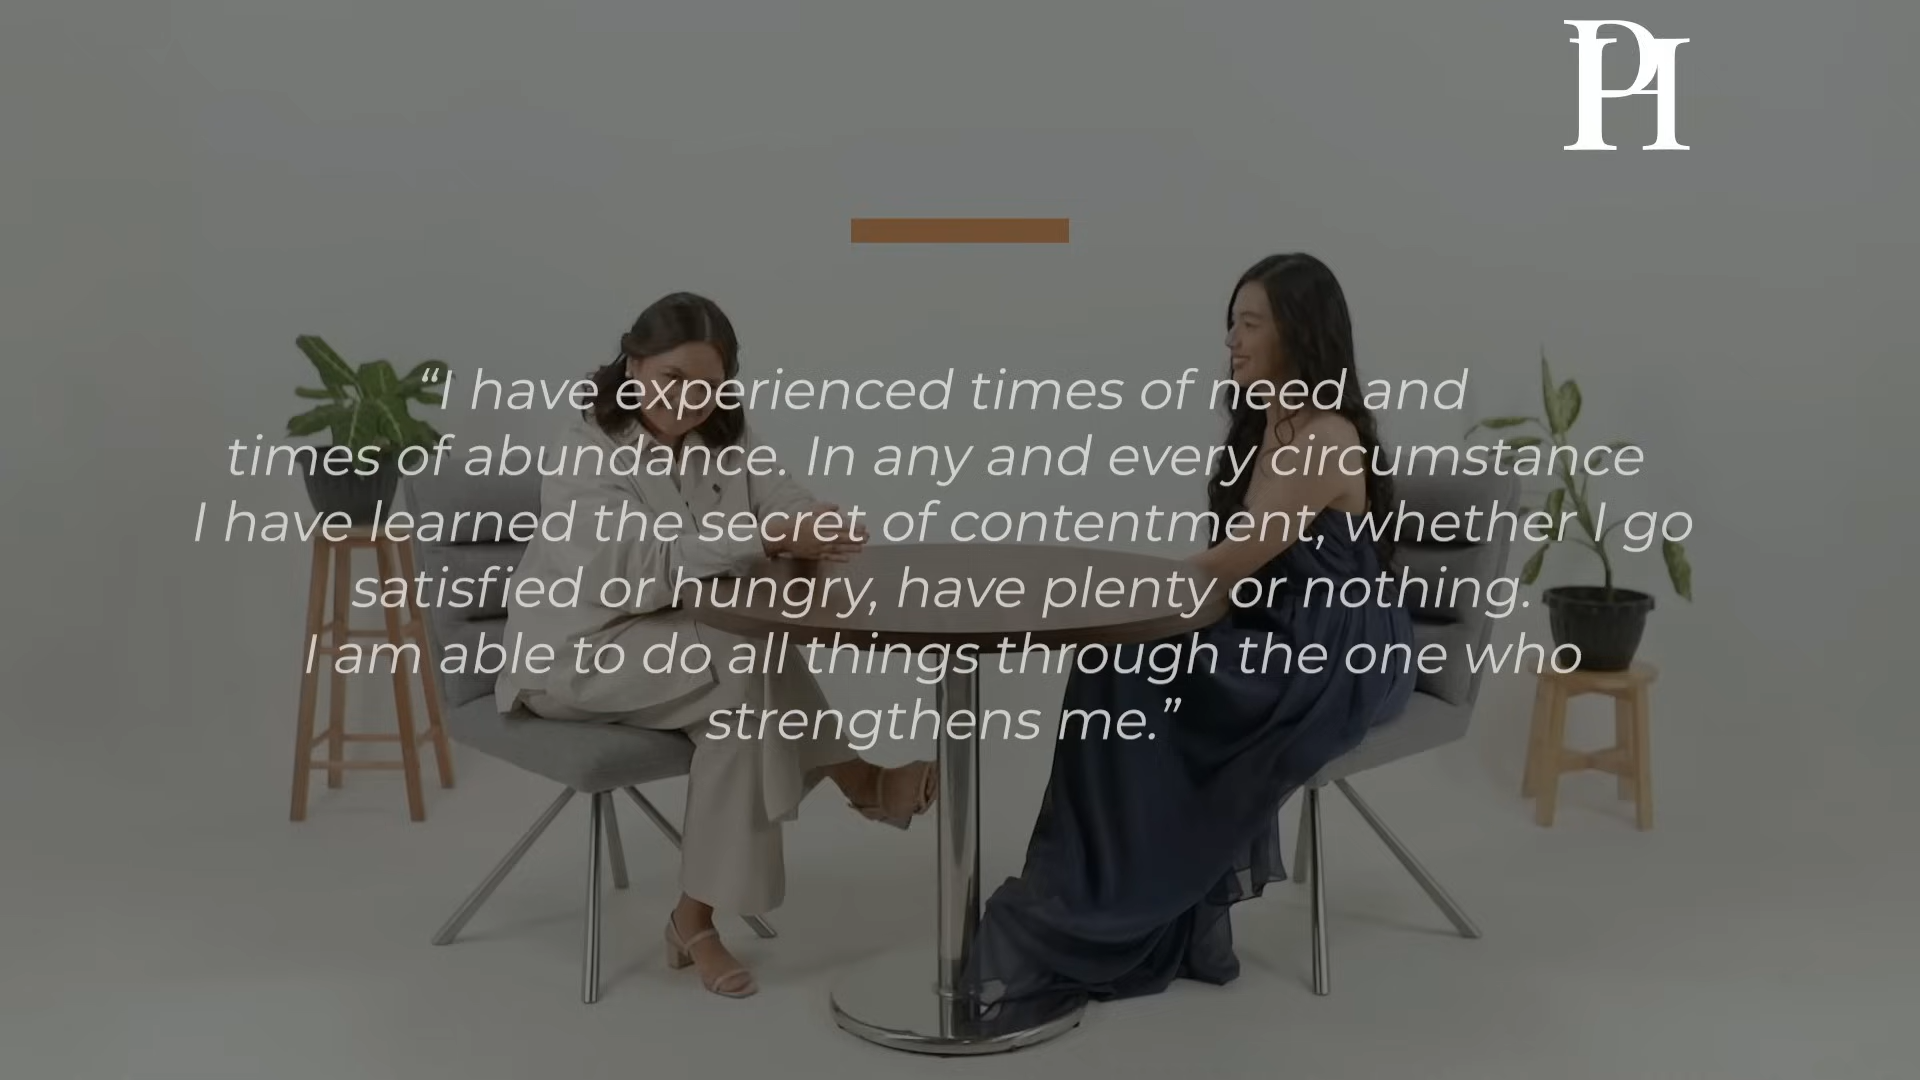 PH
“I have experienced times of need and
times of abundance. In any and every circumstance
I have learned the secret of contentment, whether I go
satisfied or hungry, have plenty or nothing.
I am able to do all things through the one who
strengthens me.”